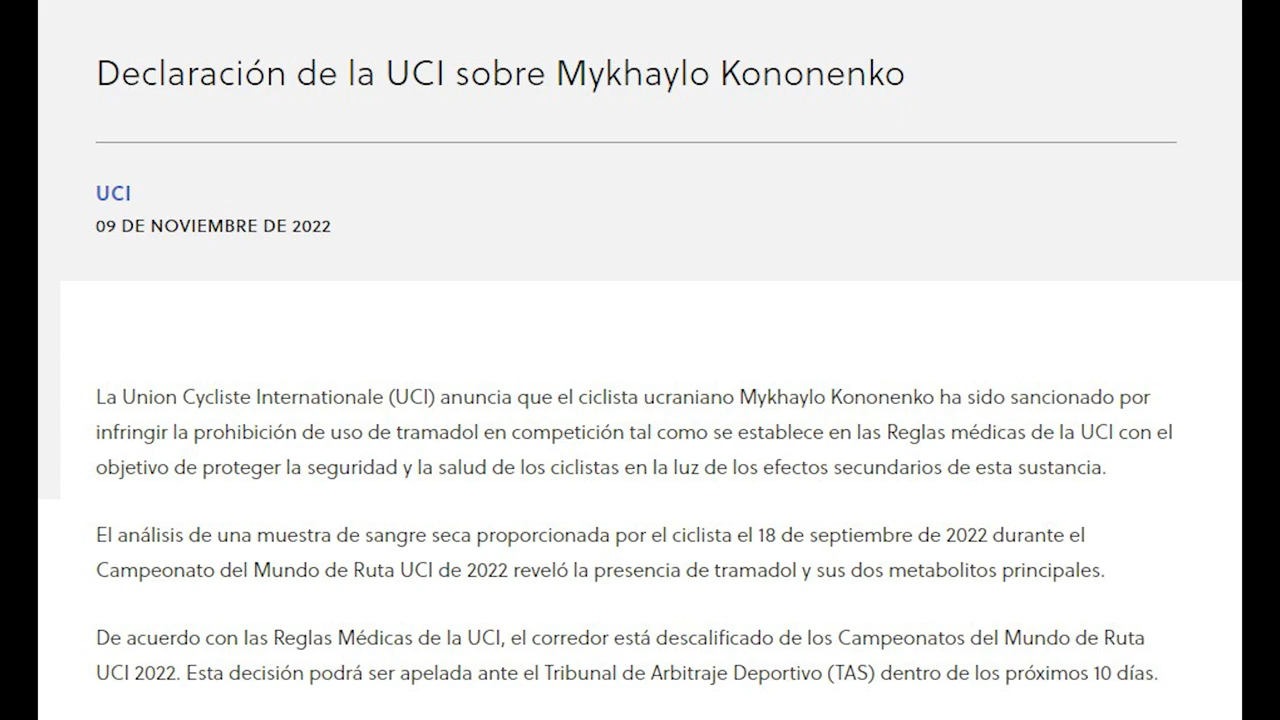 Declaración de la UCI sobre Mykhaylo Kononenko
UCI
09 DE NOVIEMBRE DE 2022
La Union Cycliste Internationale (UCI) anuncia que el ciclista ucraniano Mykhaylo Kononenko ha sido sancionado por
infringir la prohibición de uso de tramadol en competición tal como se establece en las Reglas médicas de la UCI con el
objetivo de proteger la seguridad y la salud de los ciclistas en la luz de los efectos secundarios de esta sustancia.
El análisis de una muestra de sangre seca proporcionada por el ciclista el 18 de septiembre de 2022 durante el
Campeonato del Mundo de Ruta UCI de 2022 reveló la presencia de tramadol y sus dos metabolitos principales.
De acuerdo con las Reglas Médicas de la UCI, el corredor está descalificado de los Campeonatos del Mundo de Ruta
UCI 2022. Esta decisión podrá ser apelada ante el Tribunal de Arbitraje Deportivo (TAS) dentro de los próximos 10 días.